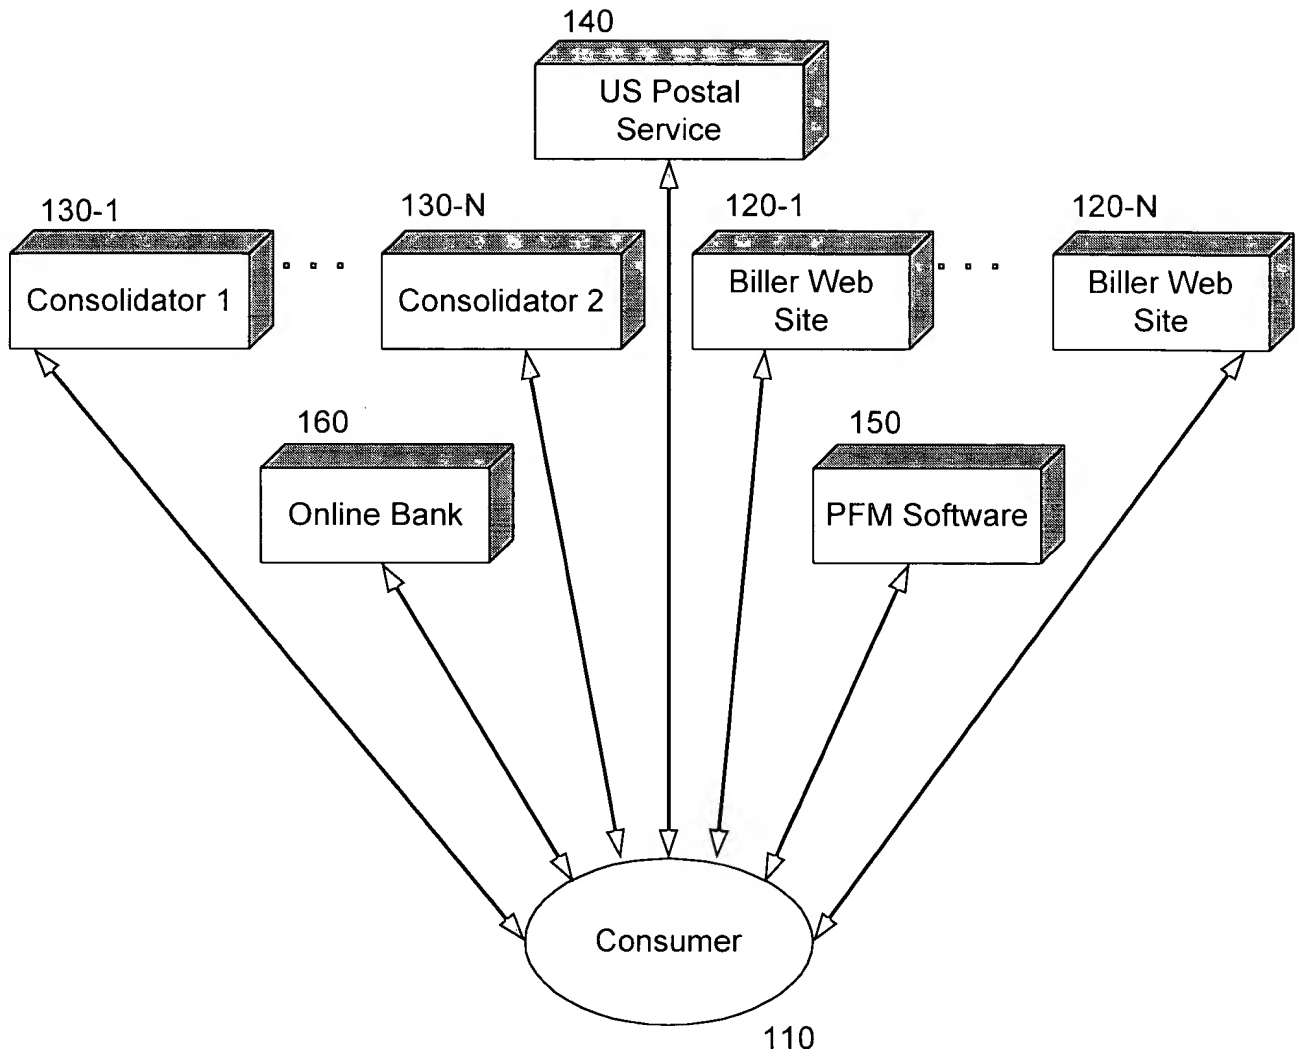 140
US Postal
Service
130-1
130-N
120-1
120-N
Consolidator 1
Consolidator 2
Biller Web
Site
Biller Web
Site
160
150
Online Bank
PFM Software
Consumer
110